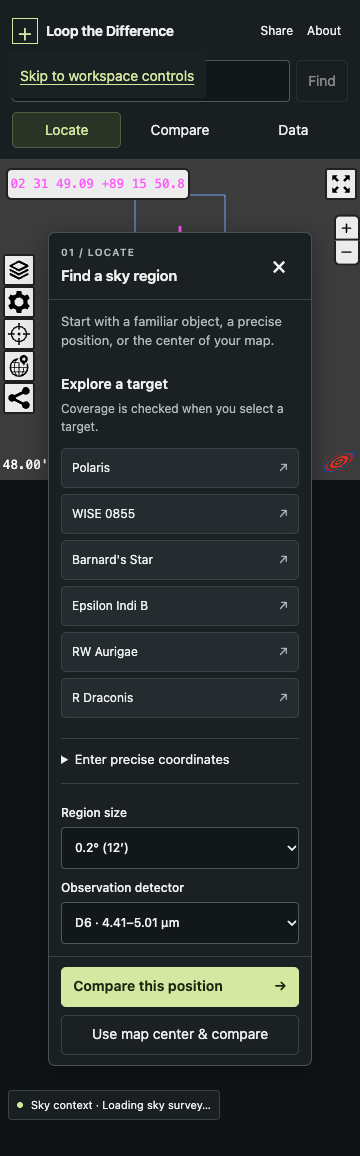 Loop the Difference
Share
About
Skip to workspace controls
Find
Locate
Compare
Data
02 31 49.09 +89 15 50.8
+
−
01 / LOCATE
Find a sky region
×
Start with a familiar object, a precise
position, or the center of your map.
Explore a target
Coverage is checked when you select a
target.
Polaris ↗
WISE 0855 ↗
Barnard's Star ↗
Epsilon Indi B ↗
RW Aurigae ↗
R Draconis ↗
48.00'
▶ Enter precise coordinates
Region size
0.2° (12′)
Observation detector
D6 · 4.41–5.01 µm
Compare this position →
Use map center & compare
Sky context · Loading sky survey…